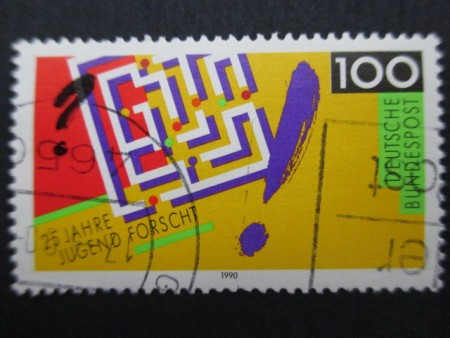 100
DEUTSCHE
BUNDESPOST
25 JAHRE
JUGEND FORSCHT
1990